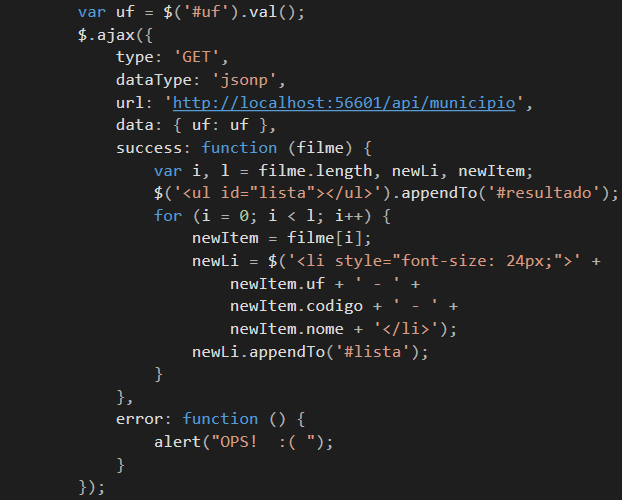 var uf = $('#uf').val();
$.ajax({
type: 'GET',
dataType: 'jsonp',
url: 'http://localhost:56601/api/municipio',
data: { uf: uf },
success: function (filme) {
var i, l = filme.length, newLi, newItem;
$('<ul id="lista"></ul>').appendTo('#resultado');
for (i = 0; i < l; i++) {
newItem = filme[i];
newLi = $('<li style="font-size: 24px;">' +
newItem.uf + ' - ' +
newItem.codigo + ' - ' +
newItem.nome + '</li>');
newLi.appendTo('#lista');
}
},
error: function () {
alert("OPS!  :( ");
}
});